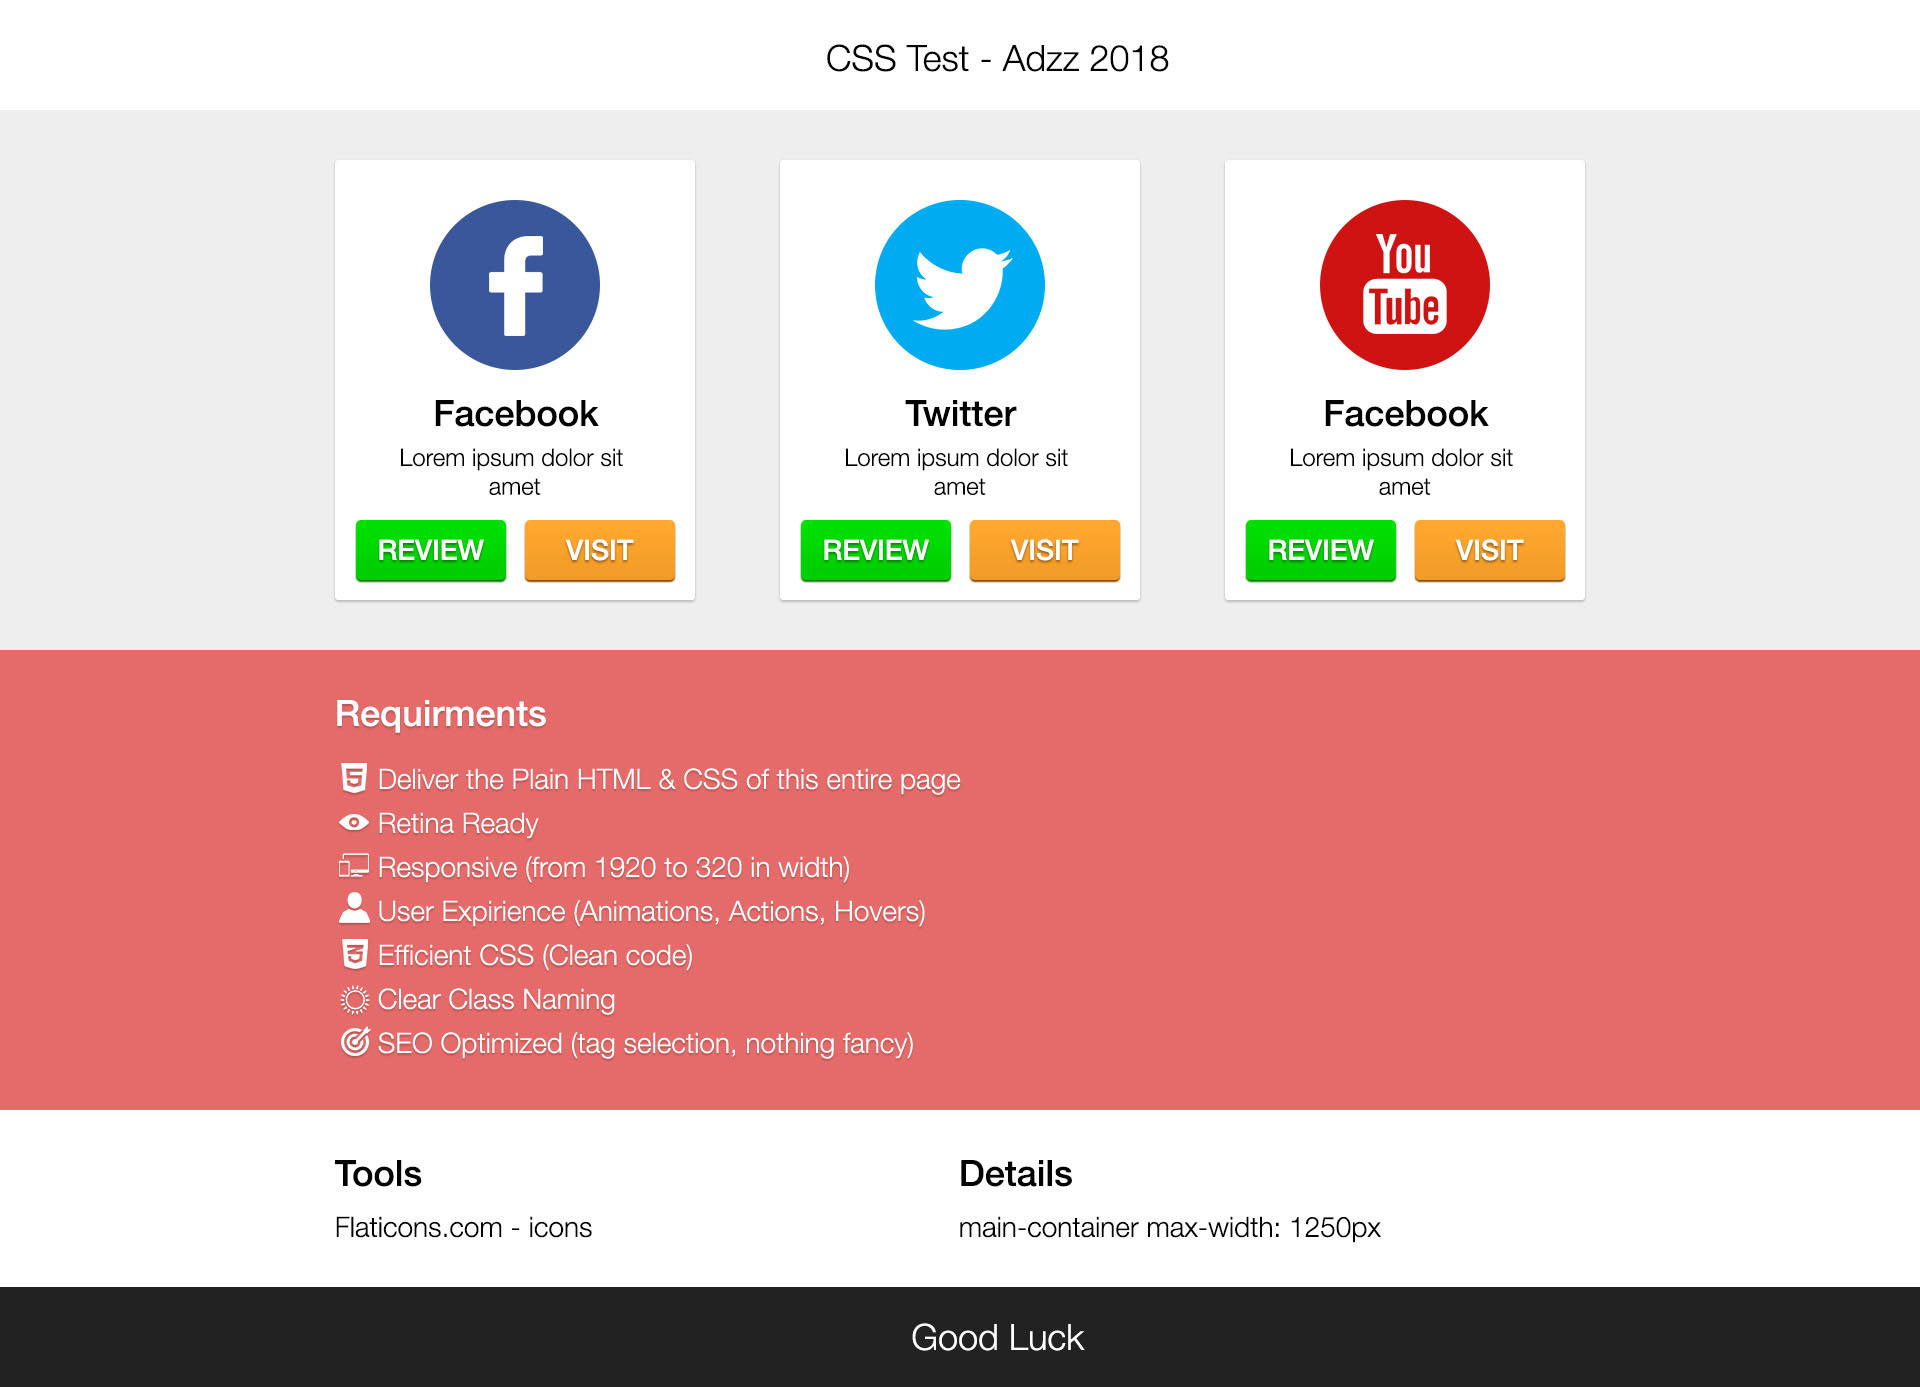 CSS Test - Adzz 2018
You
Tube
Facebook
Twitter
Facebook
Lorem ipsum dolor sit
amet
Lorem ipsum dolor sit
amet
Lorem ipsum dolor sit
amet
REVIEW VISIT
REVIEW VISIT
REVIEW VISIT
Requirments
Deliver the Plain HTML & CSS of this entire page
Retina Ready
Responsive (from 1920 to 320 in width)
User Expirience (Animations, Actions, Hovers)
Efficient CSS (Clean code)
Clear Class Naming
SEO Optimized (tag selection, nothing fancy)
Tools
Flaticons.com - icons
Details
main-container max-width: 1250px
Good Luck